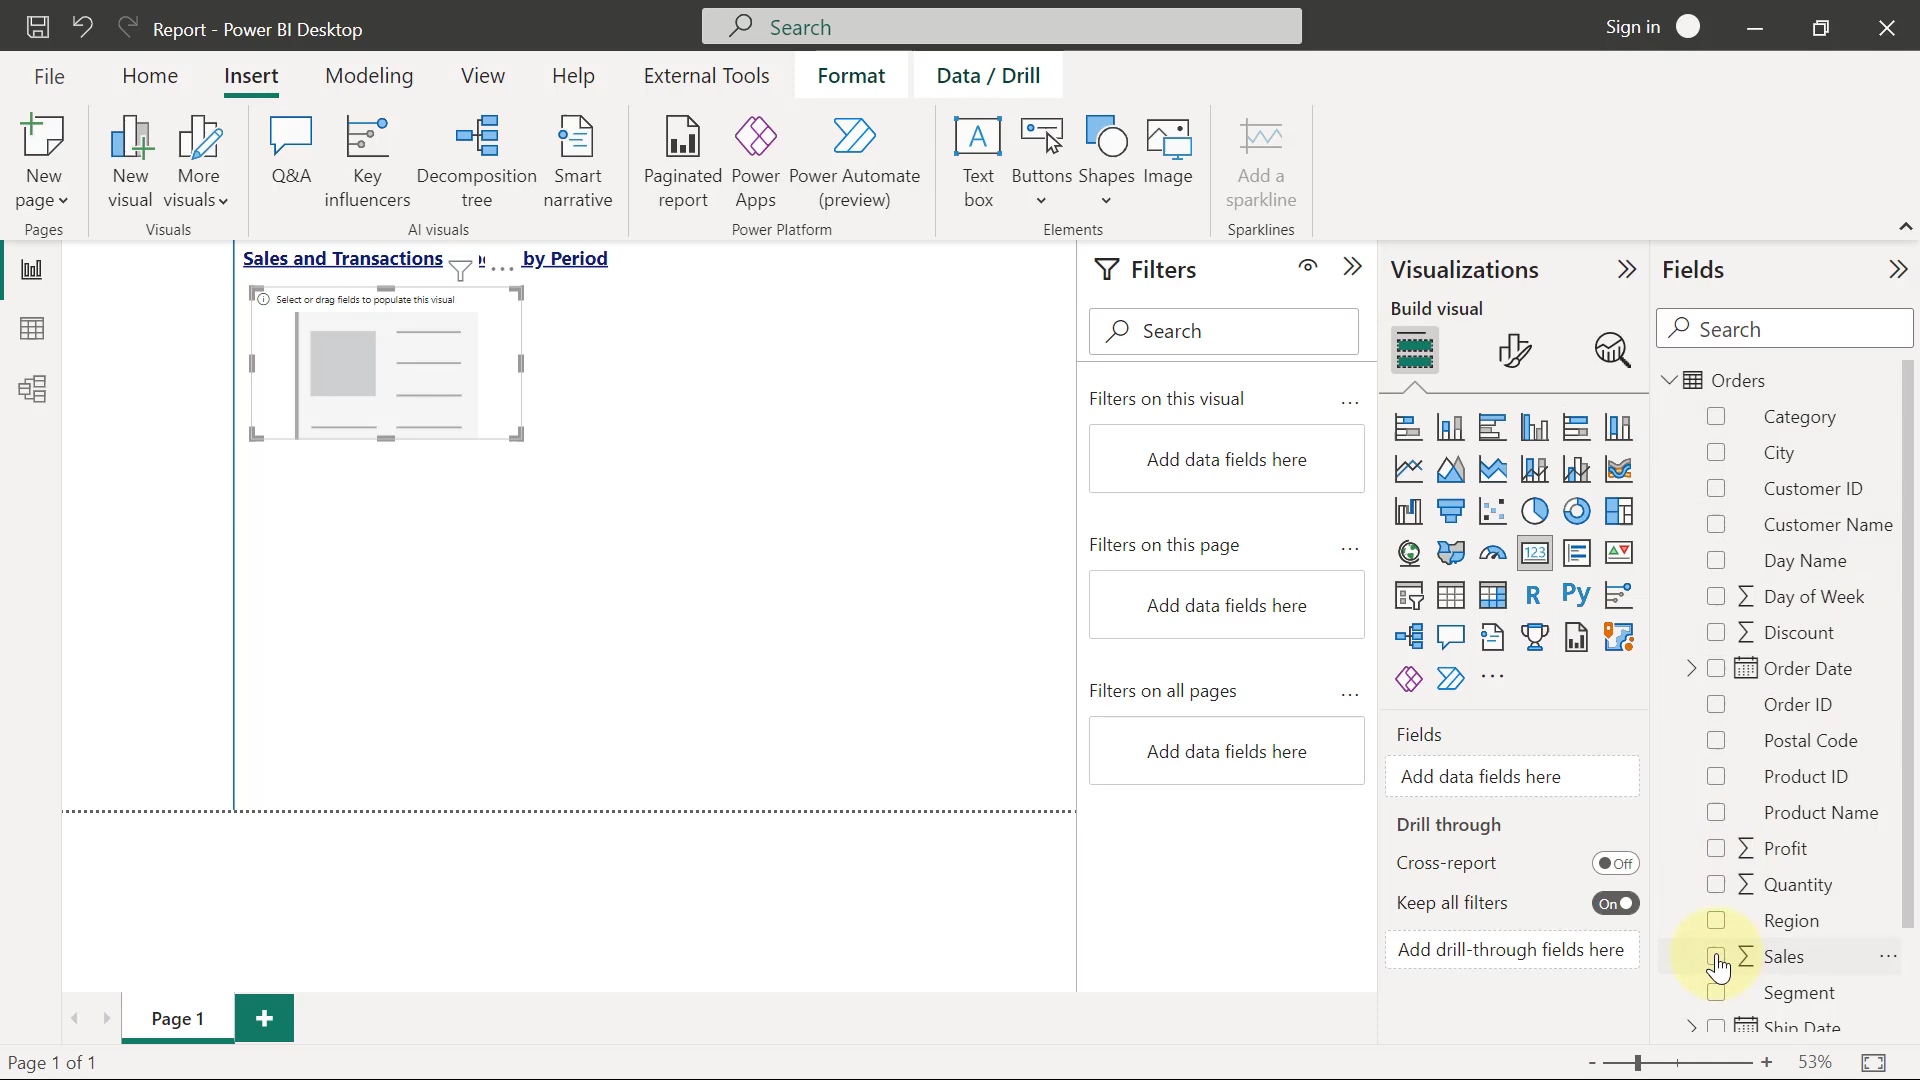 Report - Power BI Desktop
Search
Sign in
File
Home
Insert
Modeling
View
Help
External Tools
Format
Data / Drill
New page
New visual
More visuals
Q&A
Key influencers
Decomposition tree
Smart narrative
Paginated report
Power Apps
Power Automate (preview)
Text box
Buttons
Shapes
Image
Add a sparkline
Pages
Visuals
AI visuals
Power Platform
Elements
Sparklines
Sales and Transactions by Period
Select or drag fields to populate this visual
Filters
Search
Filters on this visual
Add data fields here
Filters on this page
Add data fields here
Filters on all pages
Add data fields here
Visualizations
Build visual
123
R
Py
Fields
Add data fields here
Drill through
Cross-report
Off
Keep all filters
On
Add drill-through fields here
Fields
Search
Orders
Category
City
Customer ID
Customer Name
Day Name
Σ Day of Week
Σ Discount
Order Date
Order ID
Postal Code
Product ID
Product Name
Σ Profit
Σ Quantity
Region
Σ Sales
Segment
Ship Date
Page 1
Page 1 of 1
53%